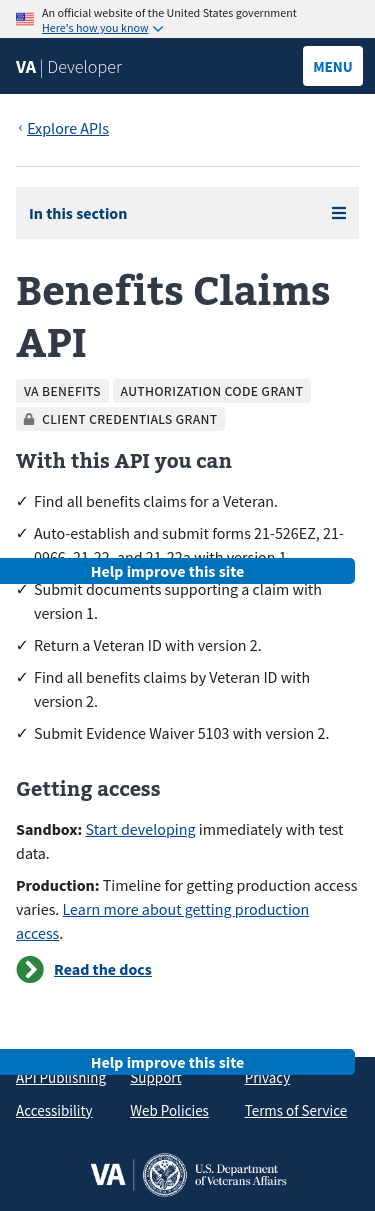 An official website of the United States government
Here's how you know
VA | Developer
MENU
‹ Explore APIs
In this section
Benefits Claims
API
VA BENEFITS
AUTHORIZATION CODE GRANT
CLIENT CREDENTIALS GRANT
With this API you can
✓ Find all benefits claims for a Veteran.
✓ Auto-establish and submit forms 21-526EZ, 21-
0966, 21-22, and 21-22a with version 1.
Help improve this site
✓ Submit documents supporting a claim with
version 1.
✓ Return a Veteran ID with version 2.
✓ Find all benefits claims by Veteran ID with
version 2.
✓ Submit Evidence Waiver 5103 with version 2.
Getting access
Sandbox: Start developing immediately with test
data.
Production: Timeline for getting production access
varies. Learn more about getting production
access.
Read the docs
Help improve this site
API Publishing Support Privacy
Accessibility Web Policies Terms of Service
VA
U.S. Department
of Veterans Affairs